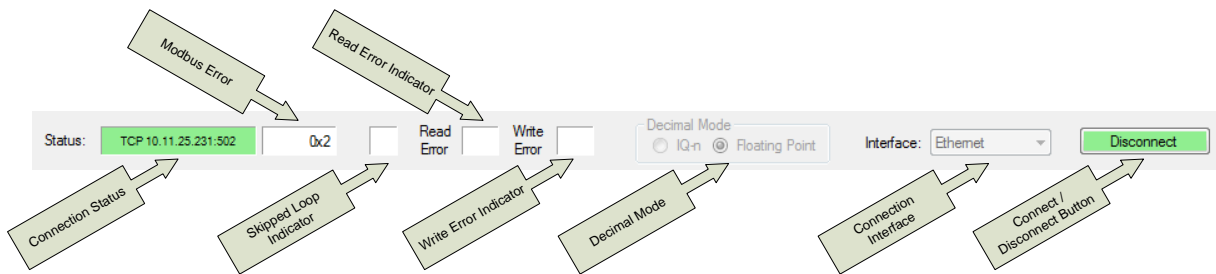 Modbus Error
Read Error Indicator
Status:
TCP 10.11.25.231:502
0x2
Read
Error
Write
Error
Decimal Mode
IQ-n
Floating Point
Interface:
Ethernet
Disconnect
Connection Status
Skipped Loop
Indicator
Write Error Indicator
Decimal Mode
Connection
Interface
Connect /
Disconnect Button